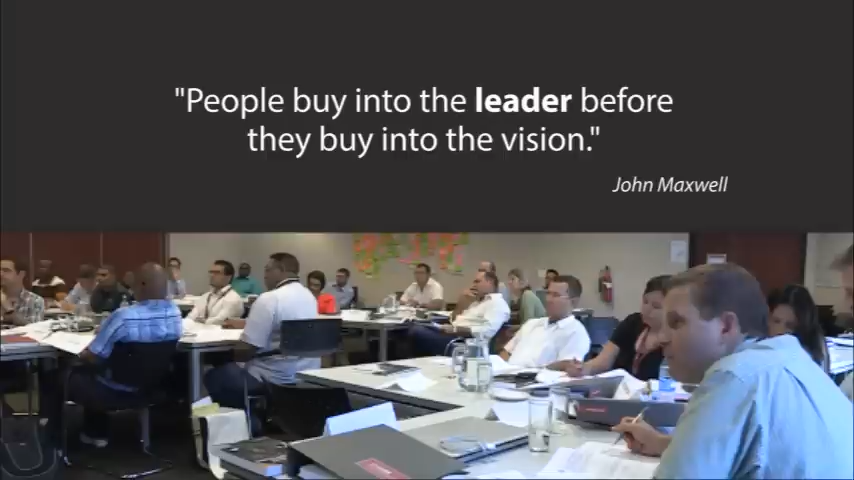 "People buy into the leader before
they buy into the vision."
John Maxwell